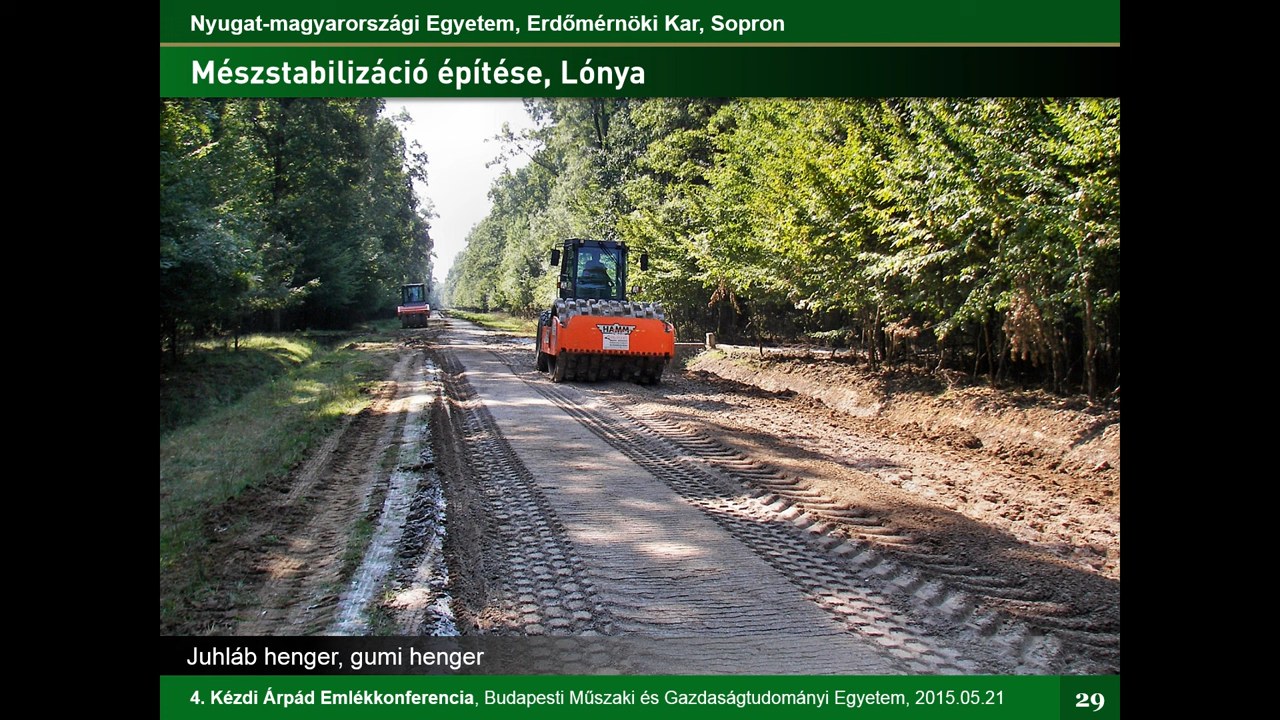 Nyugat-magyarországi Egyetem, Erdőmérnöki Kar, Sopron
Mészstabilizáció építése, Lónya
HAMM
Juhláb henger, gumi henger
4. Kézdi Árpád Emlékkonferencia, Budapesti Műszaki és Gazdaságtudományi Egyetem, 2015.05.21
29